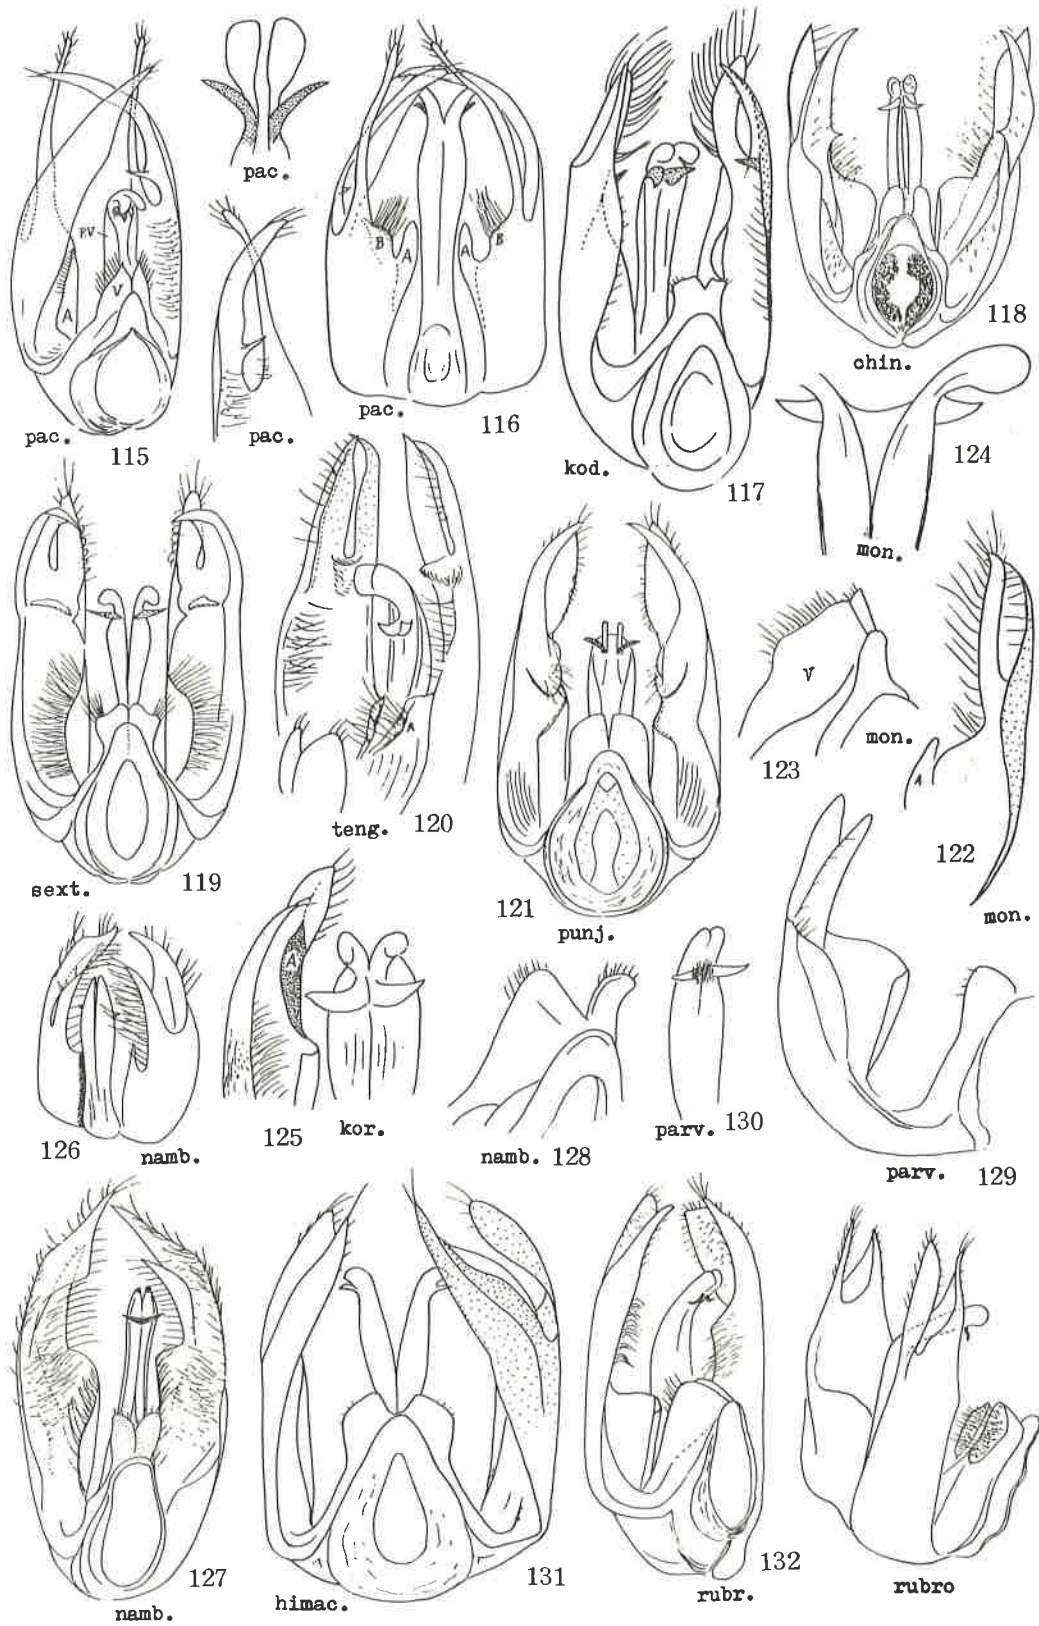 pac.
P.V
V
A
pac.
115
pac.
B
A
A
B
pac.
116
kod.
117
118
chin.
124
mon.
sext.
119
A
teng.
120
121
punj.
V
mon.
123
A
122
mon.
126
namb.
A
125
kor.
namb.
128
parv.
130
parv.
129
127
namb.
himac.
131
132
rubr.
rubro